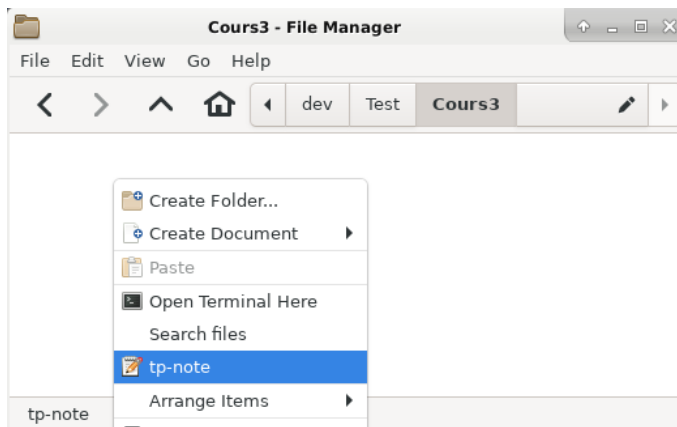 Cours3 - File Manager
File Edit View Go Help
dev Test Cours3
Create Folder...
Create Document
Paste
Open Terminal Here
Search files
tp-note
Arrange Items
tp-note